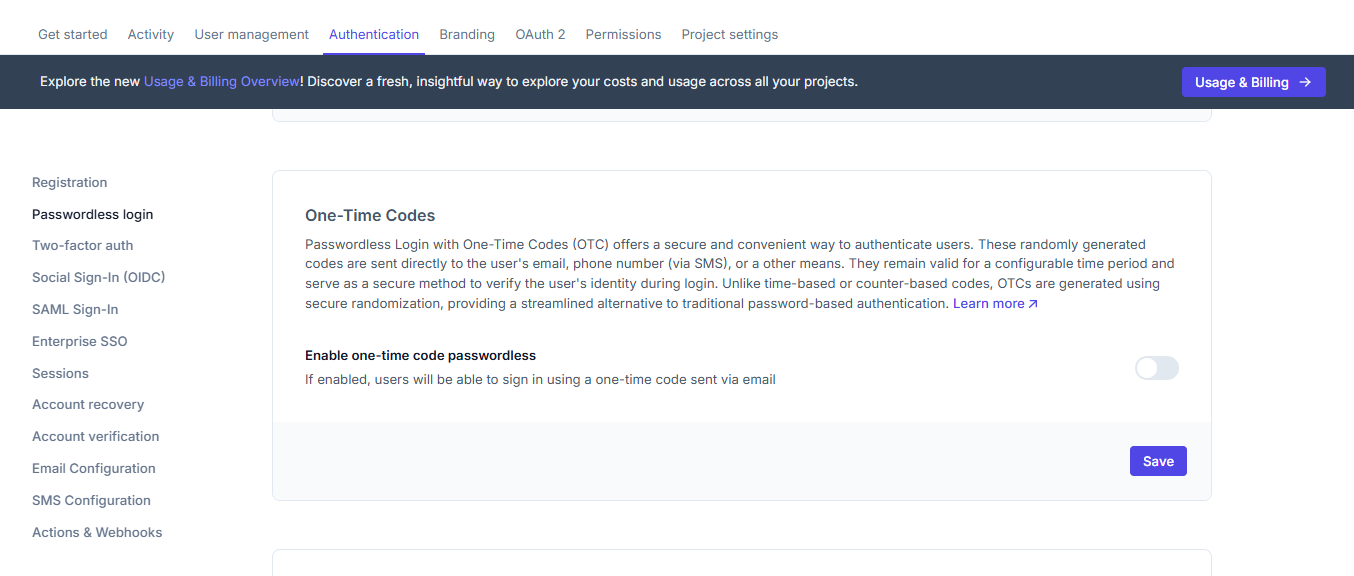 Get started Activity User management Authentication Branding OAuth 2 Permissions Project settings
Explore the new Usage & Billing Overview! Discover a fresh, insightful way to explore your costs and usage across all your projects.
Usage & Billing →
Registration
Passwordless login
Two-factor auth
Social Sign-In (OIDC)
SAML Sign-In
Enterprise SSO
Sessions
Account recovery
Account verification
Email Configuration
SMS Configuration
Actions & Webhooks
One-Time Codes
Passwordless Login with One-Time Codes (OTC) offers a secure and convenient way to authenticate users. These randomly generated
codes are sent directly to the user's email, phone number (via SMS), or a other means. They remain valid for a configurable time period and
serve as a secure method to verify the user's identity during login. Unlike time-based or counter-based codes, OTCs are generated using
secure randomization, providing a streamlined alternative to traditional password-based authentication. Learn more ↗
Enable one-time code passwordless
If enabled, users will be able to sign in using a one-time code sent via email
Save